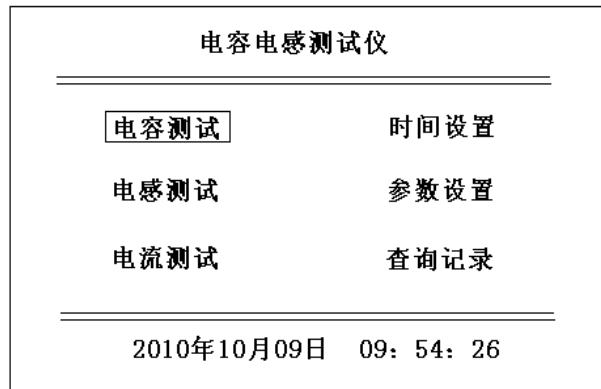 电容电感测试仪
电容测试 时间设置
电感测试 参数设置
电流测试 查询记录
2010年10月09日 09：54：26